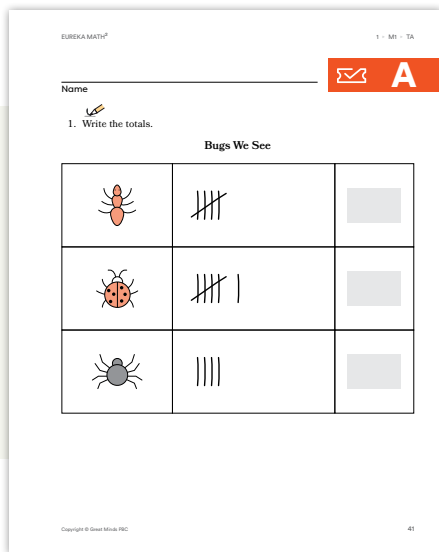 EUREKA MATH²
1 ▸ M1 ▸ TA
A
Name
1. Write the totals.
Bugs We See
Copyright © Great Minds PBC
41